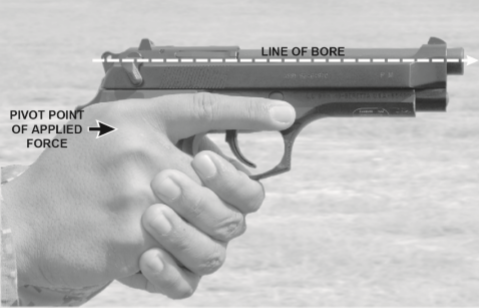 LINE OF BORE
PIVOT POINT
OF APPLIED
FORCE